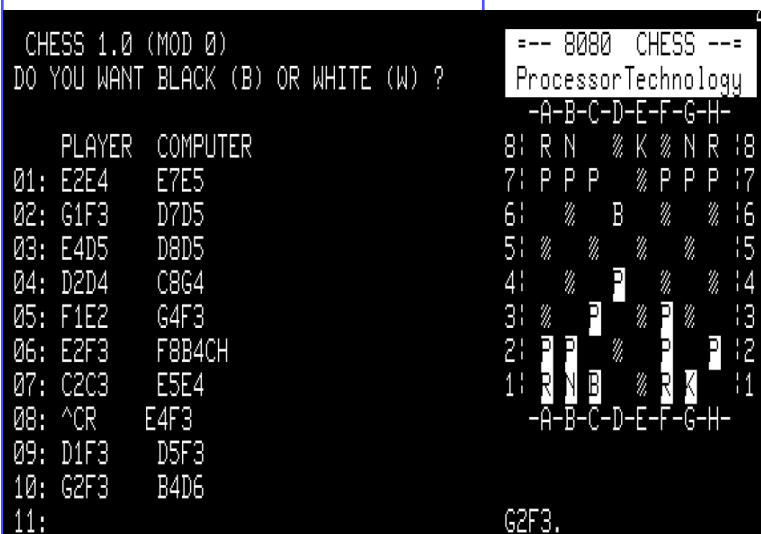 CHESS 1.0 (MOD 0)
DO YOU WANT BLACK (B) OR WHITE (W) ?
PLAYER COMPUTER
01: E2E4 E7E5
02: G1F3 D7D5
03: E4D5 D8D5
04: D2D4 C8G4
05: F1E2 G4F3
06: E2F3 F8B4CH
07: C2C3 E5E4
08: ^CR E4F3
09: D1F3 D5F3
10: G2F3 B4D6
11:
=-- 8080 CHESS --=
ProcessorTechnology
-A-B-C-D-E-F-G-H-
8¦ R N K N R ¦8
7¦ P P P P P P ¦7
6¦ B ¦6
5¦ ¦5
4¦ P ¦4
3¦ P P ¦3
2¦ P P P P ¦2
1¦ R N B R K ¦1
-A-B-C-D-E-F-G-H-
G2F3.